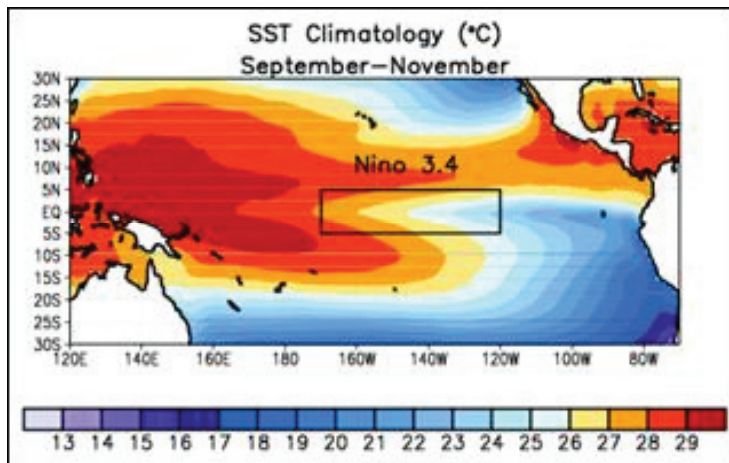 SST Climatology (°C)
September–November
30N
25N
20N
15N
10N
5N
EQ
5S
10S
15S
20S
25S
30S
Nino 3.4
120E 140E 160E 180 160W 140W 120W 100W 80W
13 14 15 16 17 18 19 20 21 22 23 24 25 26 27 28 29